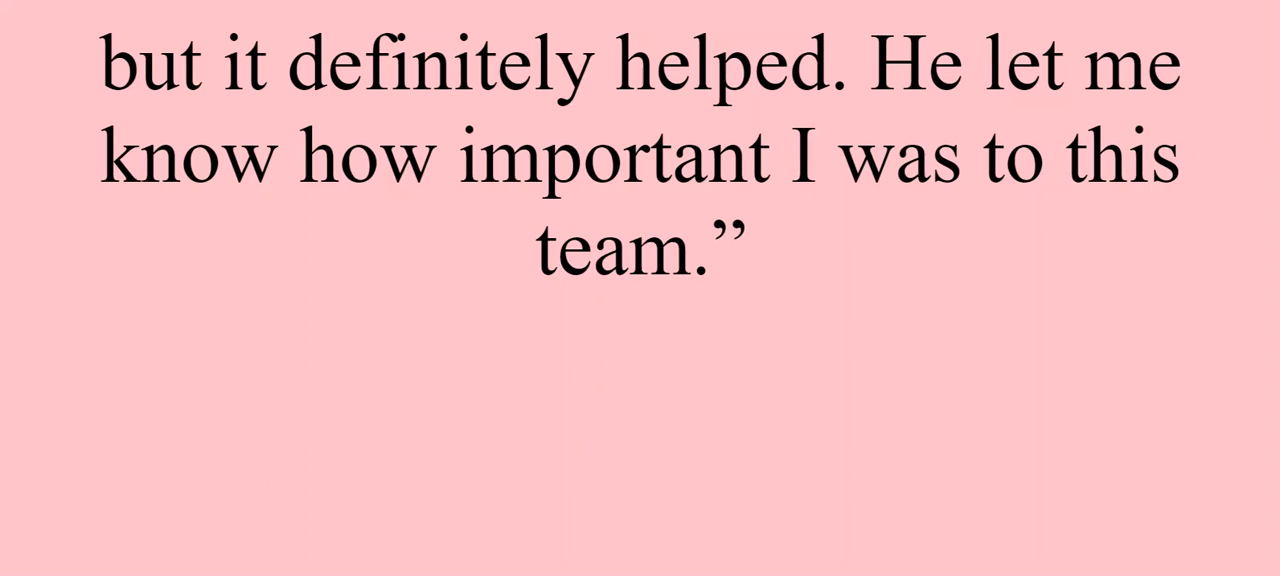 but it definitely helped. He let me
know how important I was to this
team.”